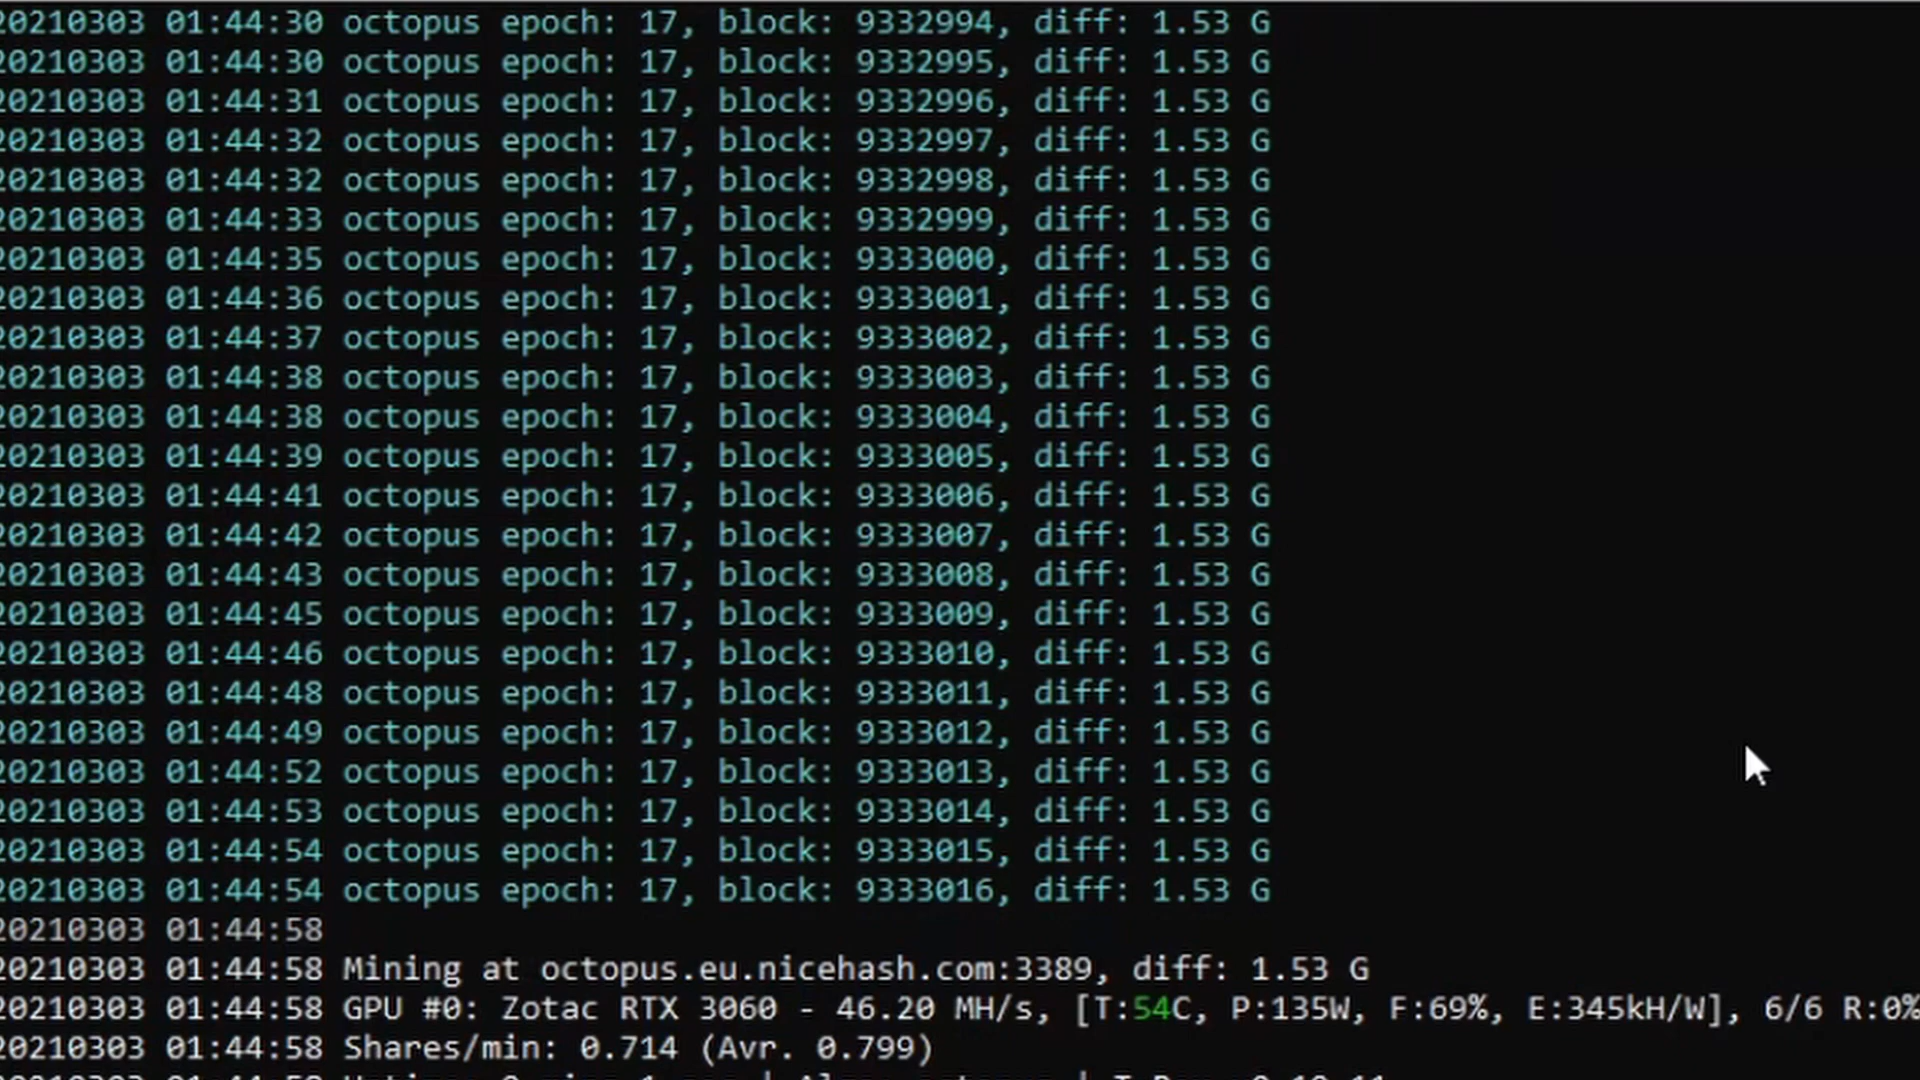 20210303 01:44:30 octopus epoch: 17, block: 9332994, diff: 1.53 G
20210303 01:44:30 octopus epoch: 17, block: 9332995, diff: 1.53 G
20210303 01:44:31 octopus epoch: 17, block: 9332996, diff: 1.53 G
20210303 01:44:32 octopus epoch: 17, block: 9332997, diff: 1.53 G
20210303 01:44:32 octopus epoch: 17, block: 9332998, diff: 1.53 G
20210303 01:44:33 octopus epoch: 17, block: 9332999, diff: 1.53 G
20210303 01:44:35 octopus epoch: 17, block: 9333000, diff: 1.53 G
20210303 01:44:36 octopus epoch: 17, block: 9333001, diff: 1.53 G
20210303 01:44:37 octopus epoch: 17, block: 9333002, diff: 1.53 G
20210303 01:44:38 octopus epoch: 17, block: 9333003, diff: 1.53 G
20210303 01:44:38 octopus epoch: 17, block: 9333004, diff: 1.53 G
20210303 01:44:39 octopus epoch: 17, block: 9333005, diff: 1.53 G
20210303 01:44:41 octopus epoch: 17, block: 9333006, diff: 1.53 G
20210303 01:44:42 octopus epoch: 17, block: 9333007, diff: 1.53 G
20210303 01:44:43 octopus epoch: 17, block: 9333008, diff: 1.53 G
20210303 01:44:45 octopus epoch: 17, block: 9333009, diff: 1.53 G
20210303 01:44:46 octopus epoch: 17, block: 9333010, diff: 1.53 G
20210303 01:44:48 octopus epoch: 17, block: 9333011, diff: 1.53 G
20210303 01:44:49 octopus epoch: 17, block: 9333012, diff: 1.53 G
20210303 01:44:52 octopus epoch: 17, block: 9333013, diff: 1.53 G
20210303 01:44:53 octopus epoch: 17, block: 9333014, diff: 1.53 G
20210303 01:44:54 octopus epoch: 17, block: 9333015, diff: 1.53 G
20210303 01:44:54 octopus epoch: 17, block: 9333016, diff: 1.53 G
20210303 01:44:58
20210303 01:44:58 Mining at octopus.eu.nicehash.com:3389, diff: 1.53 G
20210303 01:44:58 GPU #0: Zotac RTX 3060 - 46.20 MH/s, [T:54C, P:135W, F:69%, E:345kH/W], 6/6 R:0%
20210303 01:44:58 Shares/min: 0.714 (Avr. 0.799)